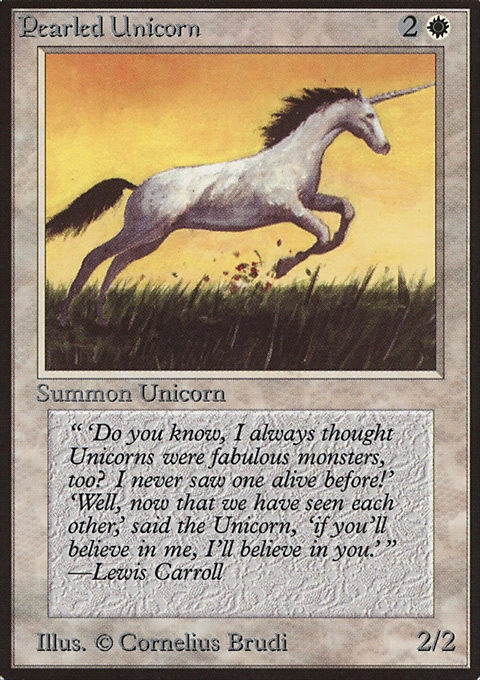 Pearled Unicorn 2
Summon Unicorn
“ ‘Do you know, I always thought
Unicorns were fabulous monsters,
too? I never saw one alive before!’
‘Well, now that we have seen each
other,’ said the Unicorn, ‘if you’ll
believe in me, I’ll believe in you.’ ”
—Lewis Carroll
Illus. © Cornelius Brudi 2/2